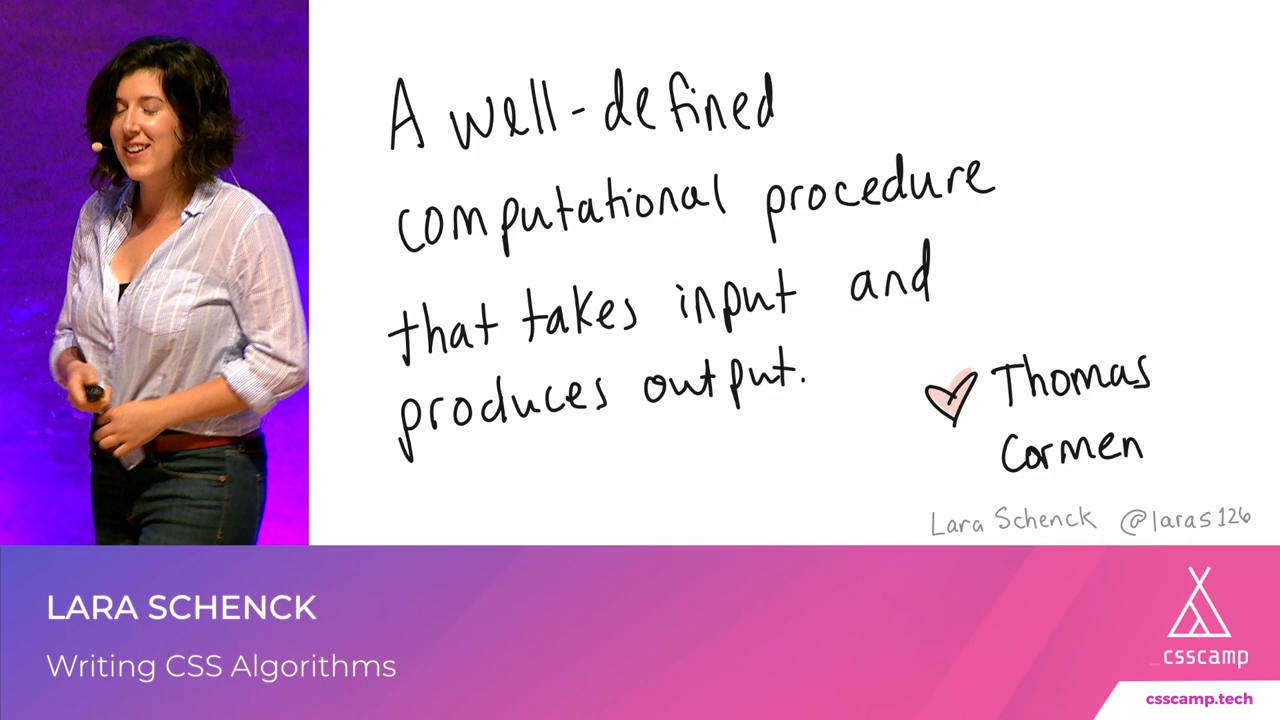 A well-defined
computational procedure
that takes input and
produces output.
Thomas
Cormen
Lara Schenck @laras126
LARA SCHENCK
Writing CSS Algorithms
csscamp
csscamp.tech